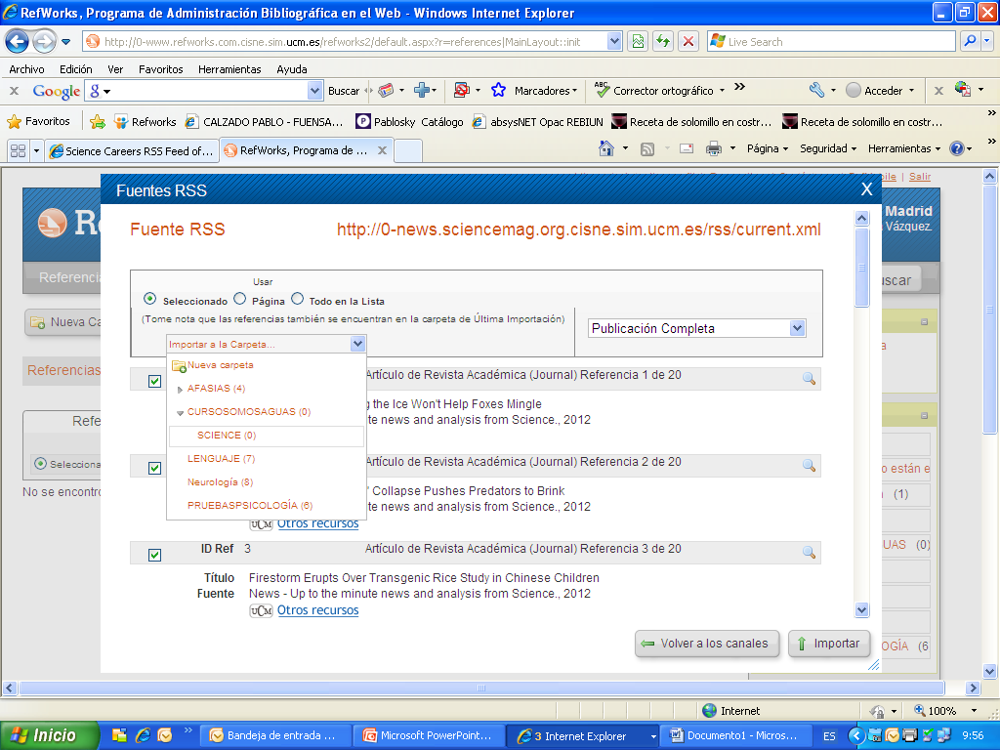 RefWorks, Programa de Administración Bibliográfica en el Web - Windows Internet Explorer
http://0-www.refworks.com.cisne.sim.ucm.es/refworks2/default.aspx?r=references|MainLayout::init
Live Search
Archivo Edición Ver Favoritos Herramientas Ayuda
x Google g Buscar Marcadores Corrector ortográfico » Acceder x
Favoritos Refworks CALZADO PABLO - FUENSA... Pablosky Catálogo absysNET Opac REBIUN Receta de solomillo en costr... Receta de solomillo en costr... »
Science Careers RSS Feed of... RefWorks, Programa de ... x Página Seguridad Herramientas »
| Salir
Fuentes RSS X
Re Madrid
Vázquez.
Fuente RSS http://0-news.sciencemag.org.cisne.sim.ucm.es/rss/current.xml
Referenci uscar
Usar
Seleccionado Página Todo en la Lista
(Tome nota que las referencias también se encuentran en la carpeta de Última Importación)
Publicación Completa
Nueva Ca
Importar a la Carpeta...
Nueva carpeta
Referencias
Artículo de Revista Académica (Journal) Referencia 1 de 20
AFASIAS (4)
g the Ice Won't Help Foxes Mingle
CURSOSOMOSAGUAS (0)
te news and analysis from Science., 2012
Refe
SCIENCE (0)
LENGUAJE (7)
Artículo de Revista Académica (Journal) Referencia 2 de 20
Selecciona
o están e
Neurología (8)
' Collapse Pushes Predators to Brink
No se encontr
(1)
PRUEBASPSICOLOGÍA (6)
te news and analysis from Science., 2012
UCM Otros recursos
ID Ref 3 Artículo de Revista Académica (Journal) Referencia 3 de 20
UAS (0)
Título Firestorm Erupts Over Transgenic Rice Study in Chinese Children
Fuente News - Up to the minute news and analysis from Science., 2012
UCM Otros recursos
Volver a los canales Importar
OGÍA (6
Internet 100%
Inicio » Bandeja de entrada ... Microsoft PowerPoint... 3 Internet Explorer Documento1 - Micros... ES 9:56